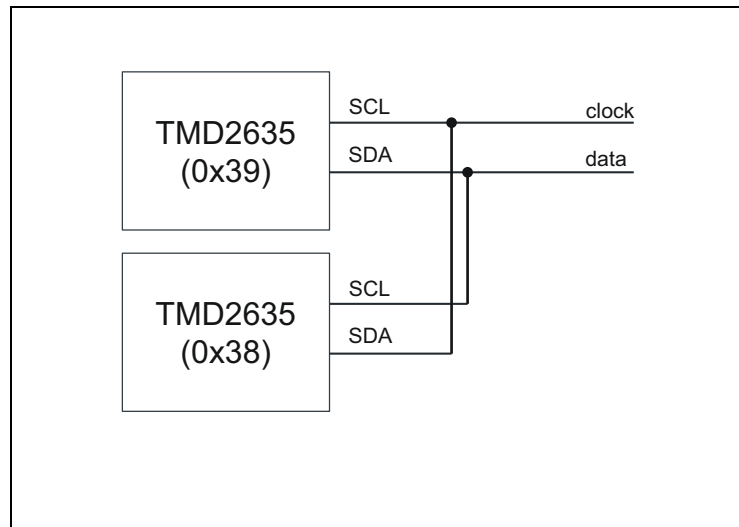 TMD2635
(0x39)
SCL
clock
SDA
data
TMD2635
(0x38)
SCL
SDA